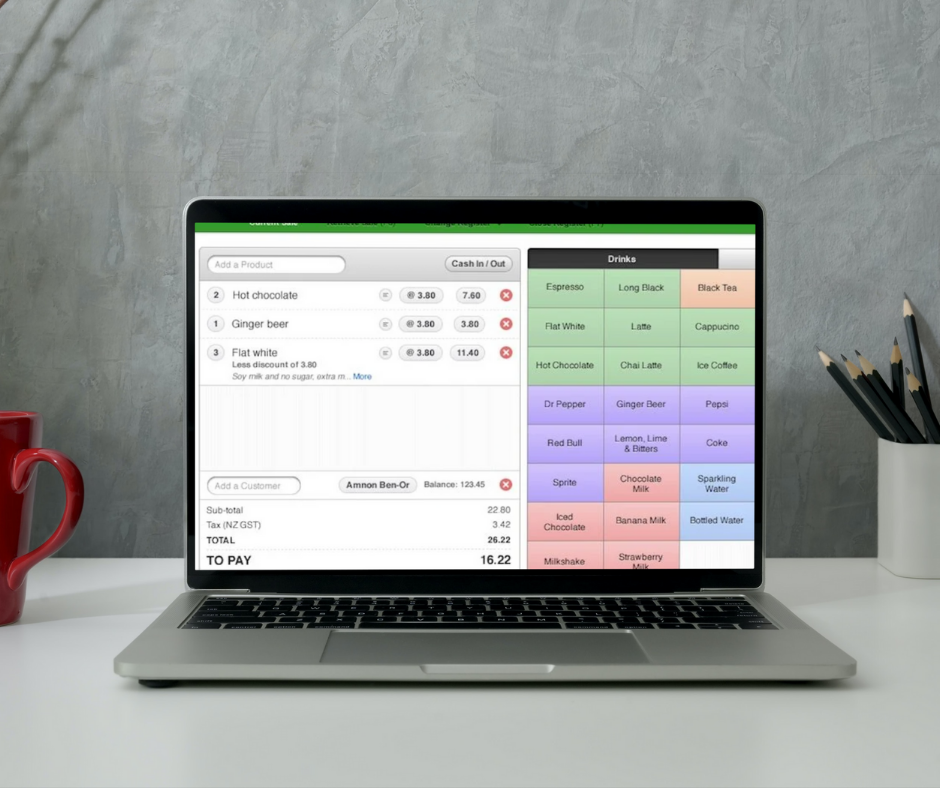 Current Sale
Add a Product
Cash In / Out
2 Hot chocolate @ 3.80 7.60
1 Ginger beer @ 3.80 3.80
3 Flat white @ 3.80 11.40
Less discount of 3.80
Soy milk and no sugar, extra m... More
Add a Customer
Amnon Ben-Or Balance: 123.45
Sub-total 22.80
Tax (NZ GST) 3.42
TOTAL 26.22
TO PAY 16.22
Drinks
Espresso
Long Black
Black Tea
Flat White
Latte
Cappucino
Hot Chocolate
Chai Latte
Ice Coffee
Dr Pepper
Ginger Beer
Pepsi
Red Bull
Lemon, Lime
& Bitters
Coke
Sprite
Chocolate
Milk
Sparkling
Water
Iced
Chocolate
Banana Milk
Bottled Water
Milkshake
Strawberry
Milk